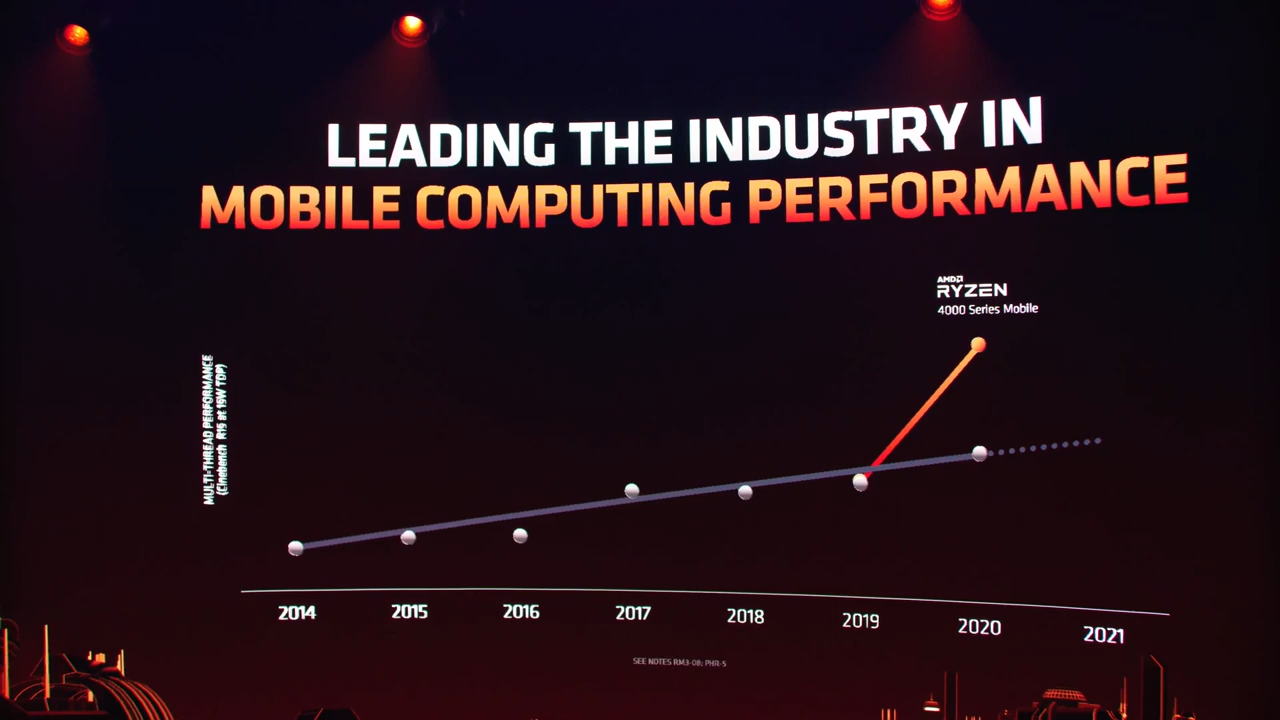 LEADING THE INDUSTRY IN
MOBILE COMPUTING PERFORMANCE
AMD
RYZEN
4000 Series Mobile
MULTI-THREAD PERFORMANCE
(Cinebench R15 at 15W TDP)
2014
2015
2016
2017
2018
2019
2020
2021
SEE NOTES RM3-08; PHR-5